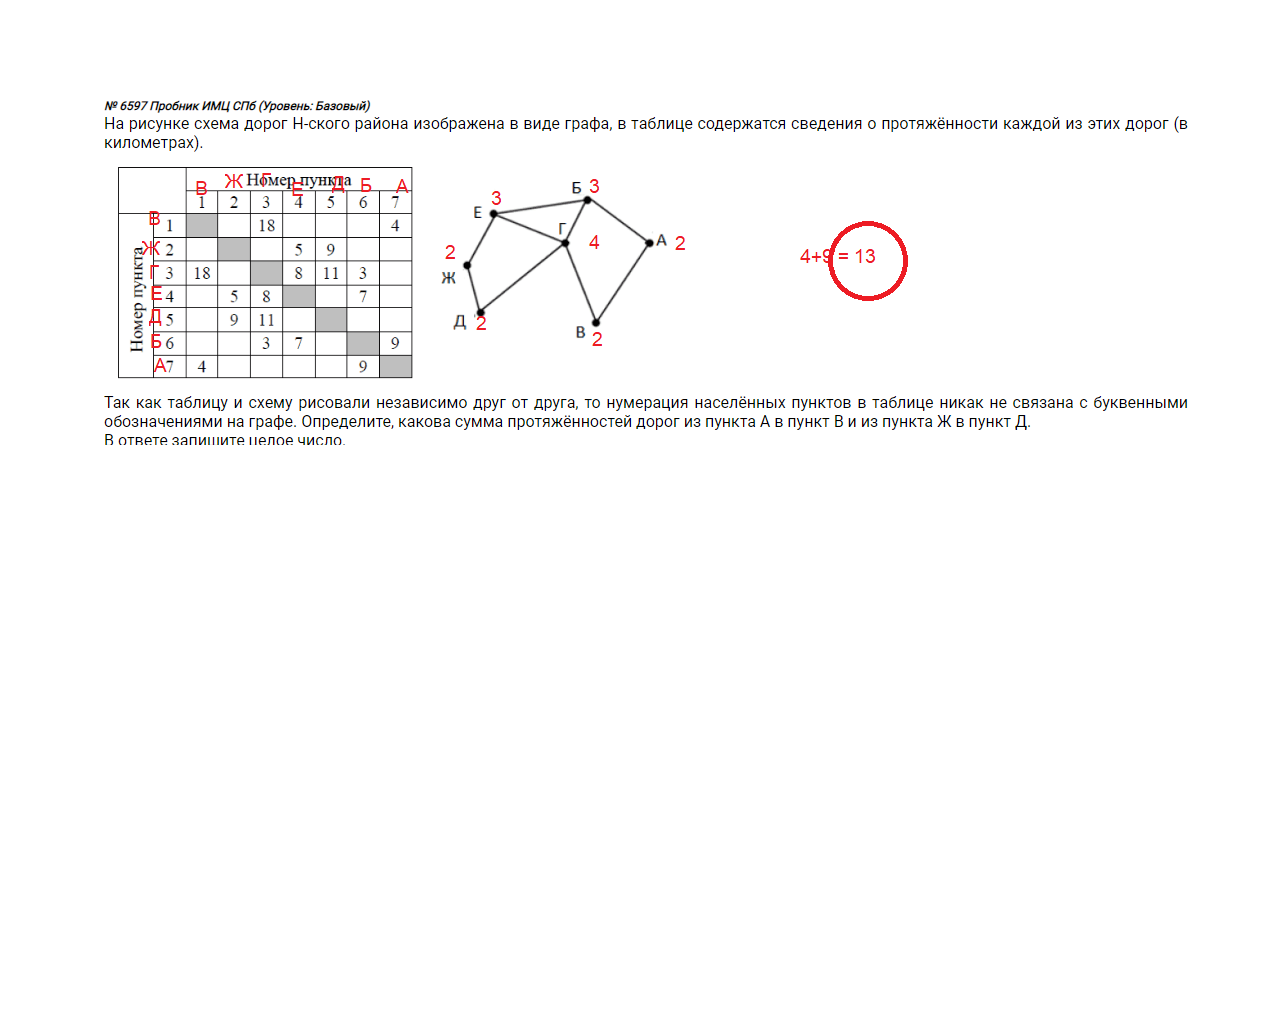 № 6597 Пробник ИМЦ СПб (Уровень: Базовый)
На рисунке схема дорог Н-ского района изображена в виде графа, в таблице содержатся сведения о протяжённости каждой из этих дорог (в
километрах).
Номер пункта
В Ж Г Е Д Б А
1 2 3 4 5 6 7
Номер пункта
В 1 18 4
Ж 2 5 9
Г 3 18 8 11 3
Е 4 5 8 7
Д 5 9 11
Б 6 3 7 9
А 7 4 9
Б 3
Е 3
Г 4
А 2
Ж 2
Д 2
В 2
4+9 = 13
Так как таблицу и схему рисовали независимо друг от друга, то нумерация населённых пунктов в таблице никак не связана с буквенными
обозначениями на графе. Определите, какова сумма протяжённостей дорог из пункта А в пункт В и из пункта Ж в пункт Д.
В ответе запишите целое число.